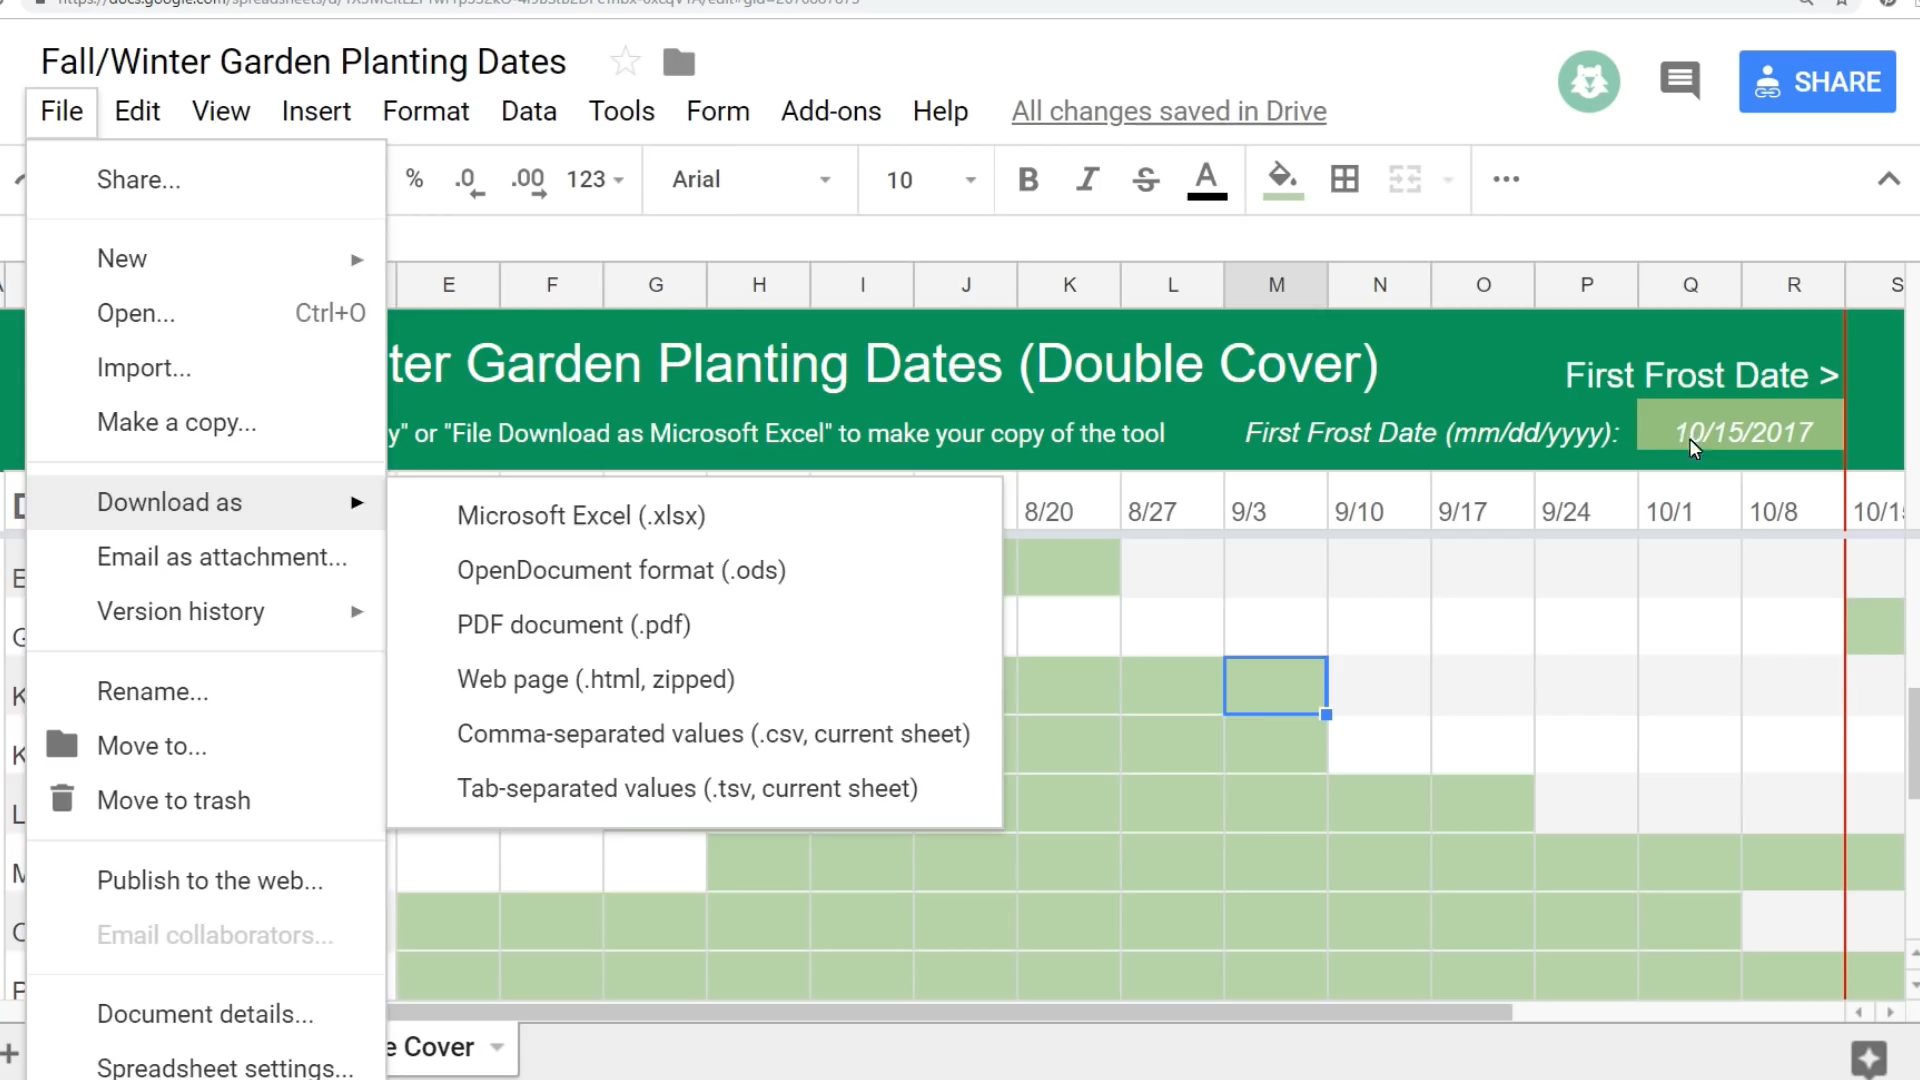 Fall/Winter Garden Planting Dates
SHARE
File Edit View Insert Format Data Tools Form Add-ons Help All changes saved in Drive
% .0 .00 123 Arial 10 B I S A
Share...
New
Open... Ctrl+O
Import...
Make a copy...
Download as
Email as attachment...
Version history
Rename...
Move to...
Move to trash
Publish to the web...
Email collaborators...
Document details...
Spreadsheet settings...
Microsoft Excel (.xlsx)
OpenDocument format (.ods)
PDF document (.pdf)
Web page (.html, zipped)
Comma-separated values (.csv, current sheet)
Tab-separated values (.tsv, current sheet)
E F G H I J K L M N O P Q R S
ter Garden Planting Dates (Double Cover) First Frost Date >
y" or "File Download as Microsoft Excel" to make your copy of the tool First Frost Date (mm/dd/yyyy): 10/15/2017
8/20 8/27 9/3 9/10 9/17 9/24 10/1 10/8
e Cover